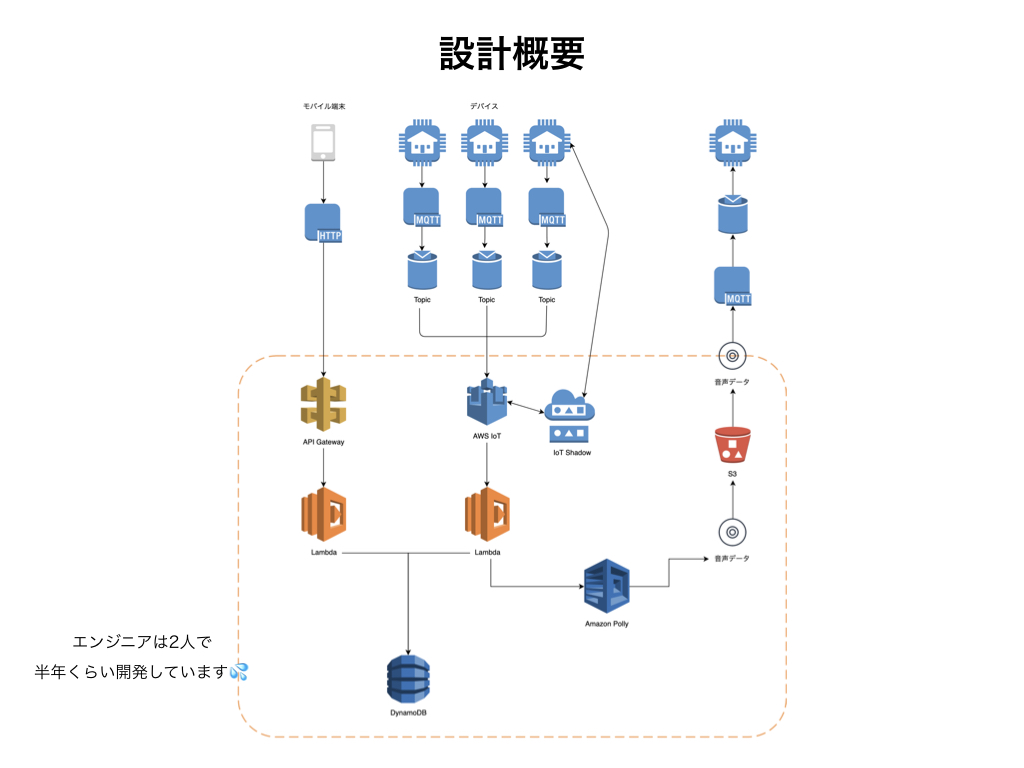 設計概要
モバイル端末
デバイス
HTTP
MQTT
MQTT
MQTT
Topic
Topic
Topic
MQTT
音声データ
API Gateway
AWS IoT
IoT Shadow
S3
Lambda
Lambda
音声データ
Amazon Polly
エンジニアは2人で
半年くらい開発しています💦
DynamoDB